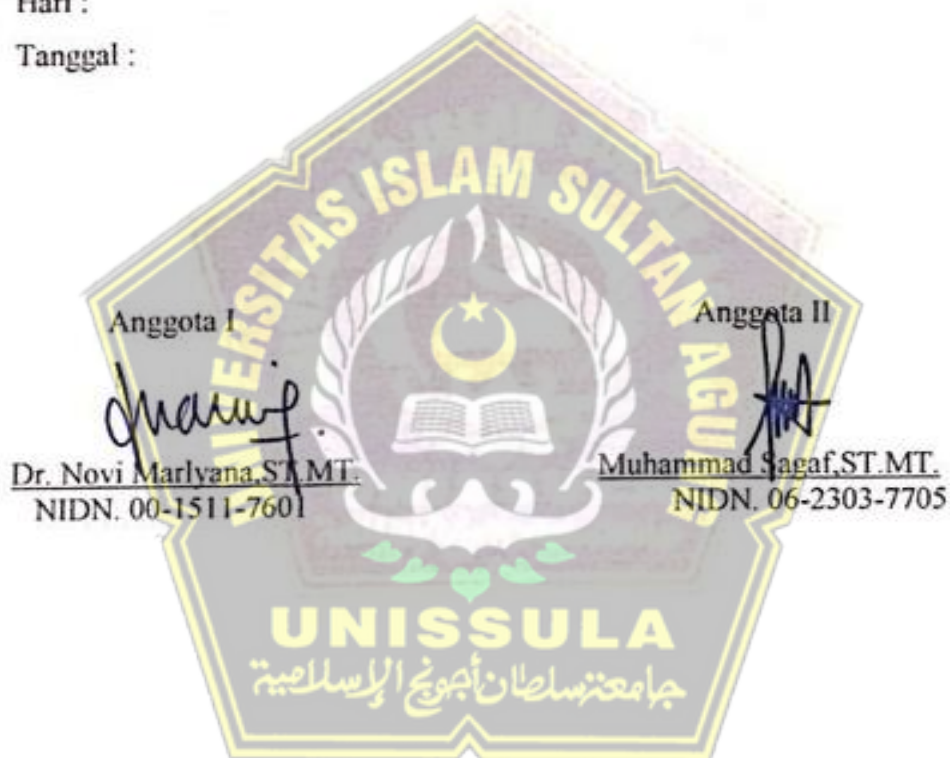 Hari :
Tanggal :
UNIVERSITAS ISLAM SULTAN AGUNG
Anggota I
Anggota II
Dr. Novi Marlyana,ST.MT.
Muhammad Sagaf,ST.MT.
NIDN. 00-1511-7601
NIDN. 06-2303-7705
UNISSULA
جامعة سلطان أجونج الإسلامية